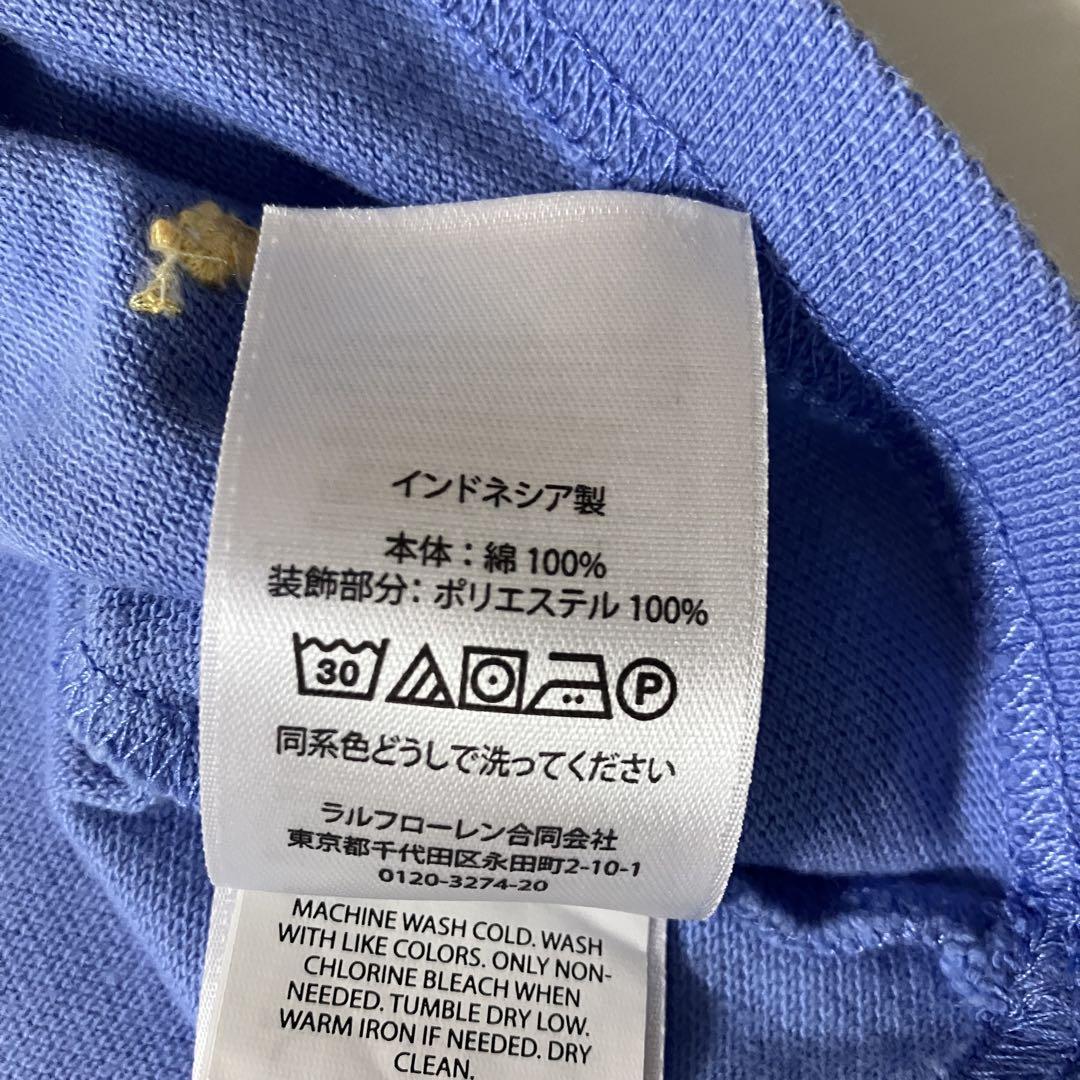 インドネシア製
本体：綿 100%
装飾部分：ポリエステル 100%
30 P
同系色どうしで洗ってください
ラルフローレン合同会社
東京都千代田区永田町2-10-1
0120-3274-20
MACHINE WASH COLD. WASH
WITH LIKE COLORS. ONLY NON-
CHLORINE BLEACH WHEN
NEEDED. TUMBLE DRY LOW.
WARM IRON IF NEEDED. DRY
CLEAN.